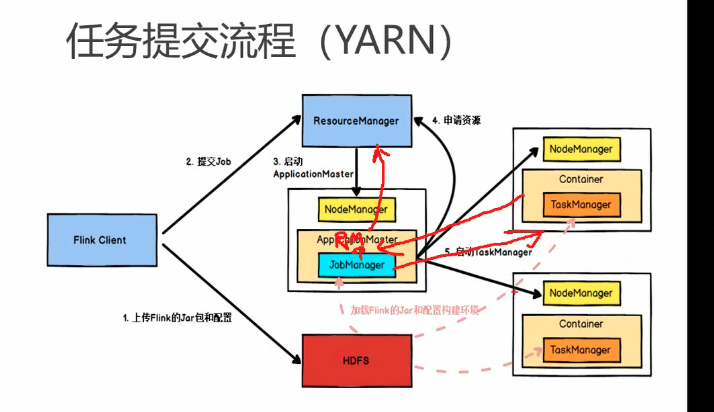 任务提交流程（YARN）
ResourceManager
4. 申请资源
2. 提交Job
3. 启动
ApplicationMaster
NodeManager
Container
TaskManager
NodeManager
Flink Client
RM
ApplicationMaster
JobManager
5. 启动TaskManager
1. 上传Flink的Jar包和配置
加载Flink的Jar和配置构建环境
NodeManager
Container
TaskManager
HDFS